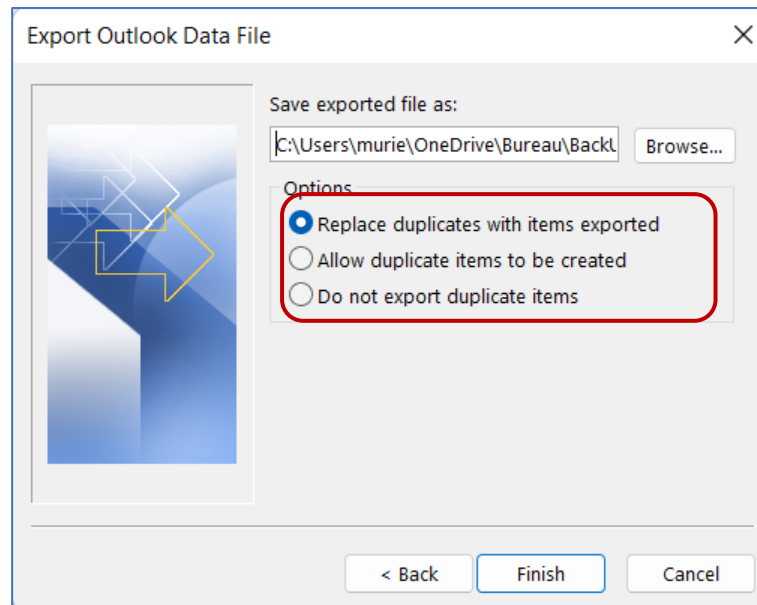 Export Outlook Data File
Save exported file as:
C:\Users\murie\OneDrive\Bureau\BackU
Browse...
Options
Replace duplicates with items exported
Allow duplicate items to be created
Do not export duplicate items
< Back
Finish
Cancel